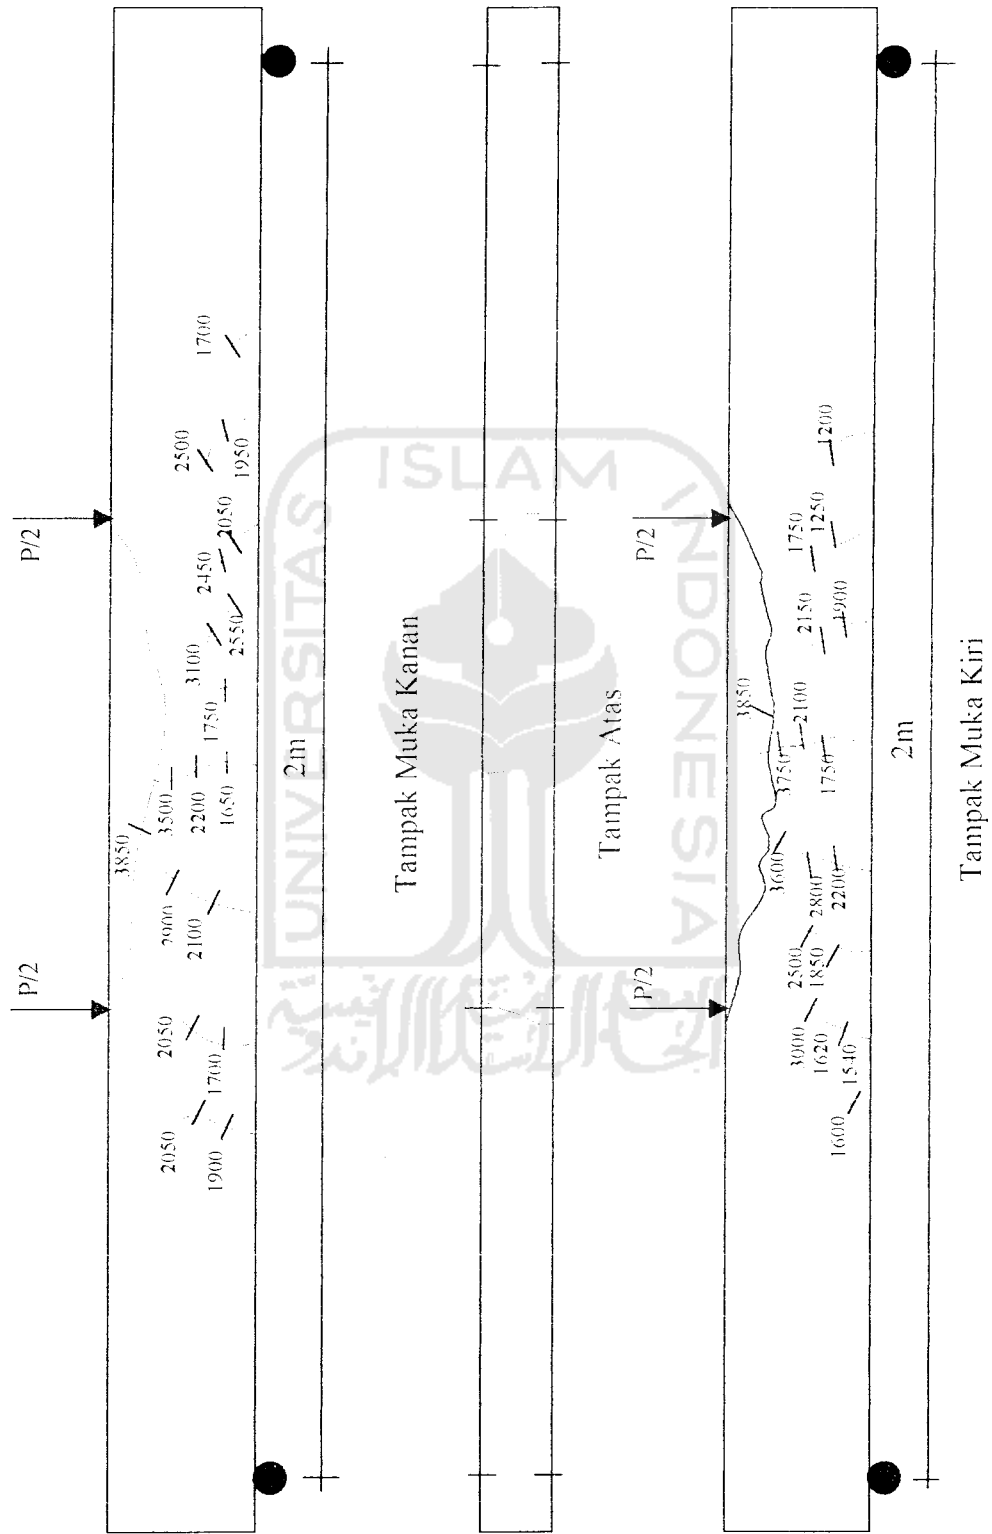 P/2 P/2
3850
2050 2050 2900 3500 2500
1900 1700 2100 2200 3100 2450 1700
1650 1750 2550 2050 1950
2m
Tampak Muka Kanan
UNIVERSITAS
ISLAM
INDONESIA
Tampak Atas
P/2 P/2
3850
3600 3750
3000 2500 2800 2100 2150 1750
1600 1620 1850 2200 1750 1900 1250 1200
1540
2m
Tampak Muka Kiri